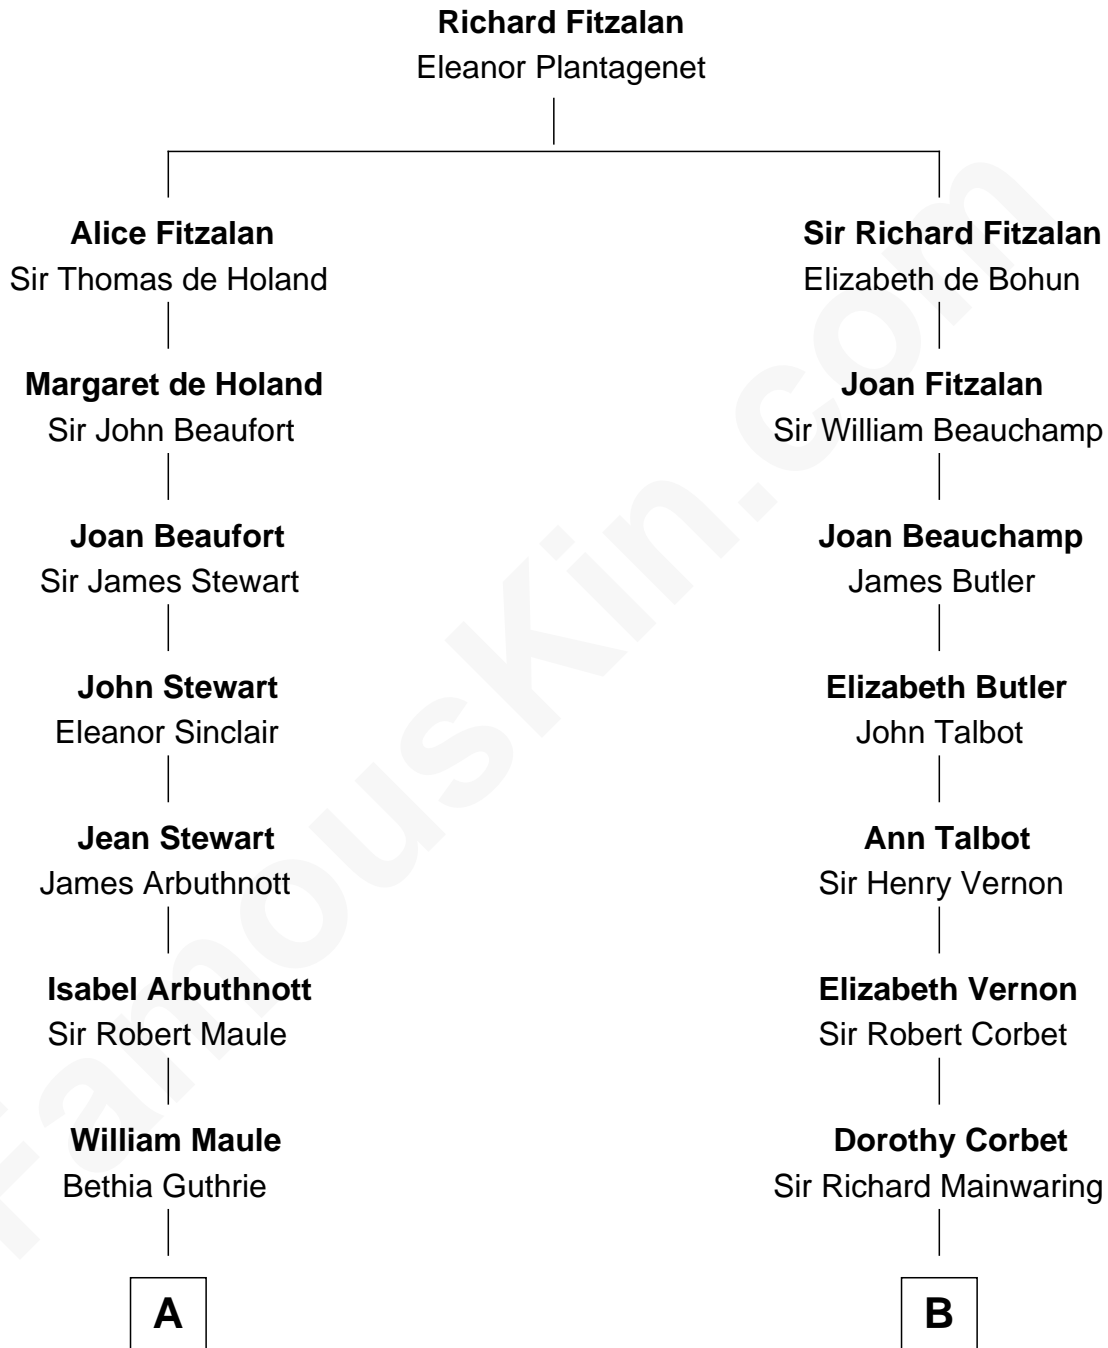 Richard Fitzalan
Eleanor Plantagenet
Alice Fitzalan
Sir Thomas de Holand
Sir Richard Fitzalan
Elizabeth de Bohun
Margaret de Holand
Sir John Beaufort
Joan Fitzalan
Sir William Beauchamp
Joan Beaufort
Sir James Stewart
Joan Beauchamp
James Butler
John Stewart
Eleanor Sinclair
Elizabeth Butler
John Talbot
Jean Stewart
James Arbuthnott
Ann Talbot
Sir Henry Vernon
Isabel Arbuthnott
Sir Robert Maule
Elizabeth Vernon
Sir Robert Corbet
William Maule
Bethia Guthrie
Dorothy Corbet
Sir Richard Mainwaring
A
B
FamousKin.com